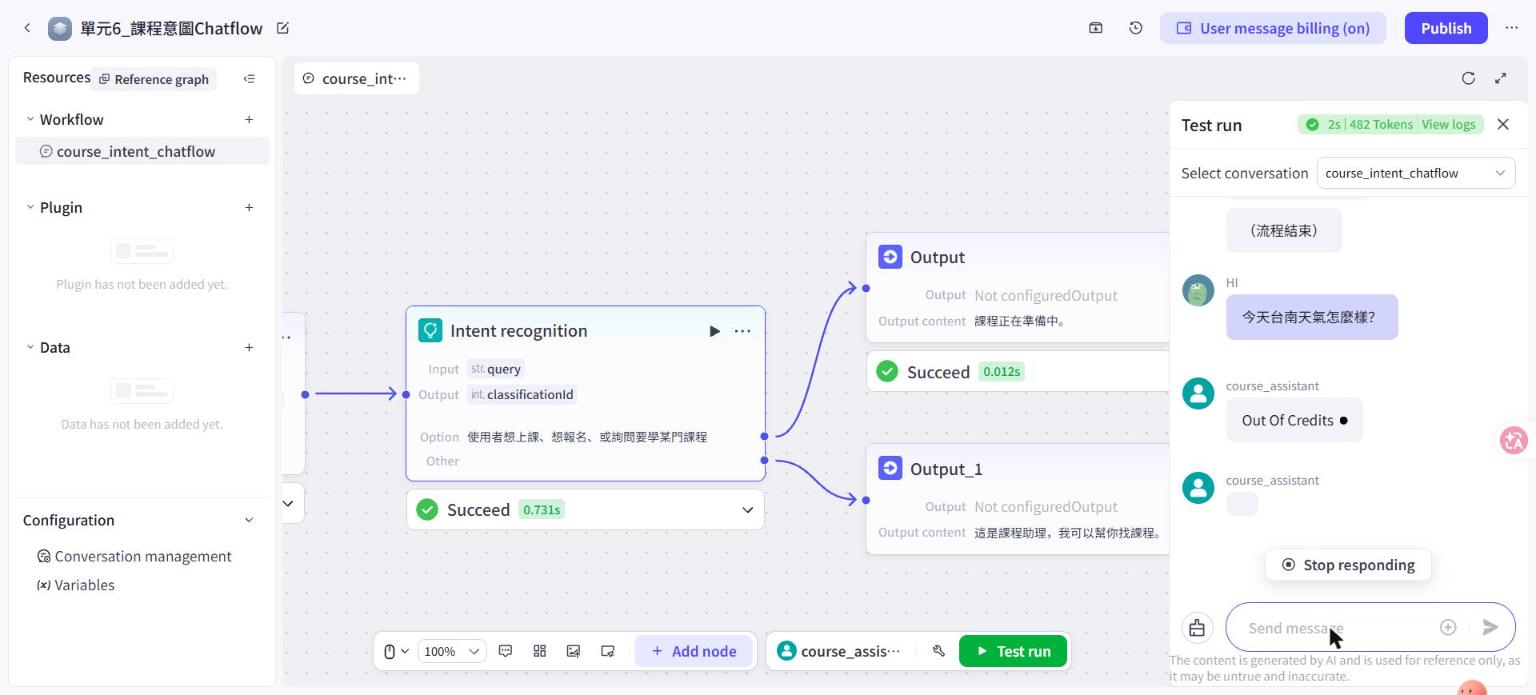 單元6_課程意圖Chatflow
User message billing (on)
Publish
Resources
Reference graph
Workflow
course_intent_chatflow
Plugin
Plugin has not been added yet.
Data
Data has not been added yet.
Configuration
Conversation management
(x) Variables
course_int···
Intent recognition
Input str. query
Output int. classificationId
Option 使用者想上課、想報名、或詢問要學某門課程
Other
Succeed 0.731s
Output
Output Not configuredOutput
Output content 課程正在準備中。
Succeed 0.012s
Output_1
Output Not configuredOutput
Output content 這是課程助理，我可以幫你找課程。
100%
Add node
course_assis···
Test run
Test run
2s | 482 Tokens View logs
Select conversation course_intent_chatflow
（流程結束）
HI
今天台南天氣怎麼樣？
course_assistant
Out Of Credits
course_assistant
Stop responding
Send message
The content is generated by AI and is used for reference only, as
it may be untrue and inaccurate.